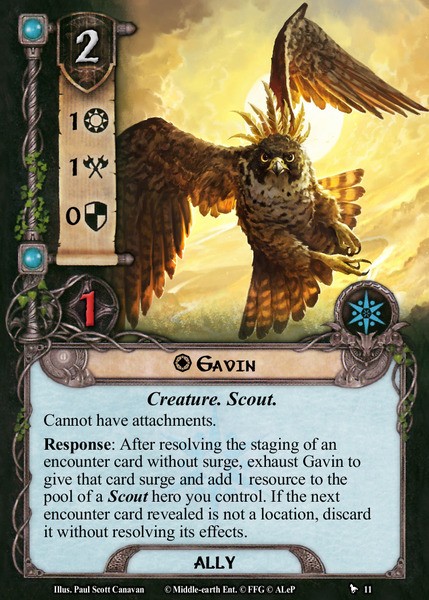 2
1
1
0
1
Gavin
Creature. Scout.
Cannot have attachments.
Response: After resolving the staging of an
encounter card without surge, exhaust Gavin to
give that card surge and add 1 resource to the
pool of a Scout hero you control. If the next
encounter card revealed is not a location, discard
it without resolving its effects.
ALLY
Illus. Paul Scott Canavan © Middle-earth Ent. © FFG © ALeP 11